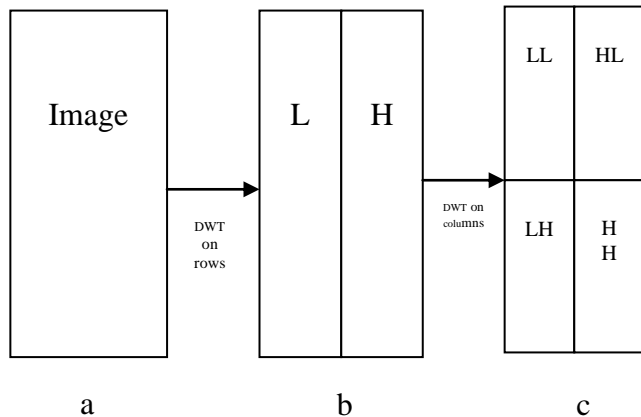 Image
DWT
on
rows
a
L H
DWT on
columns
b
LL HL
LH H
H
c